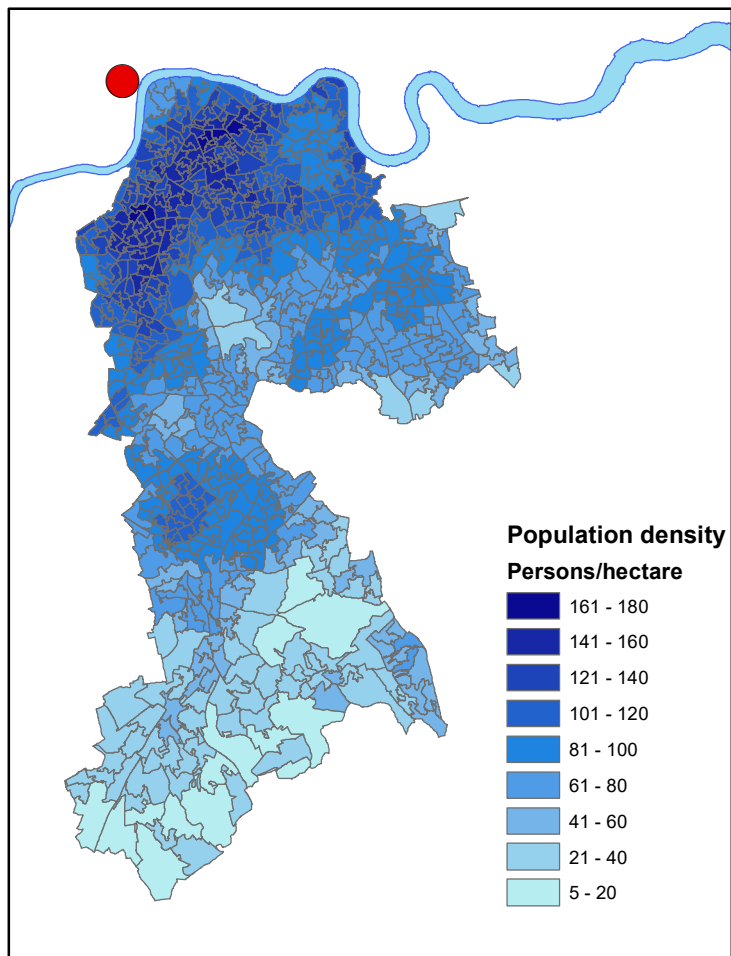 Population density
Persons/hectare
161 - 180
141 - 160
121 - 140
101 - 120
81 - 100
61 - 80
41 - 60
21 - 40
5 - 20